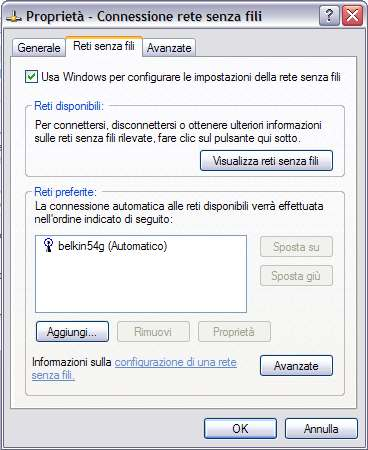 Proprietà - Connessione rete senza fili
Generale
Reti senza fili
Avanzate
Usa Windows per configurare le impostazioni della rete senza fili
Reti disponibili:
Per connettersi, disconnettersi o ottenere ulteriori informazioni
sulle reti senza fili rilevate, fare clic sul pulsante qui sotto.
Visualizza reti senza fili
Reti preferite:
La connessione automatica alle reti disponibili verrà effettuata
nell'ordine indicato di seguito:
belkin54g (Automatico)
Sposta su
Sposta giù
Aggiungi...
Rimuovi
Proprietà
Informazioni sulla configurazione di una rete
senza fili.
Avanzate
OK
Annulla